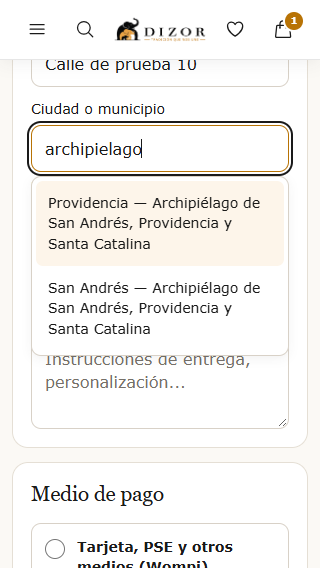 DIZOR
1
Calle de prueba 10
Ciudad o municipio
archipielago
Providencia — Archipiélago de
San Andrés, Providencia y
Santa Catalina
San Andrés — Archipiélago de
San Andrés, Providencia y
Santa Catalina
Instrucciones de entrega,
personalización...
Medio de pago
Tarjeta, PSE y otros
medios (Wompi)